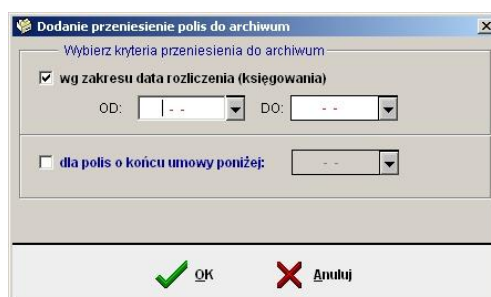 Dodanie przeniesienie polis do archiwum
Wybierz kryteria przeniesienia do archiwum
wg zakresu data rozliczenia (księgowania)
OD: - - DO: - -
dla polis o końcu umowy poniżej: - -
OK Anuluj